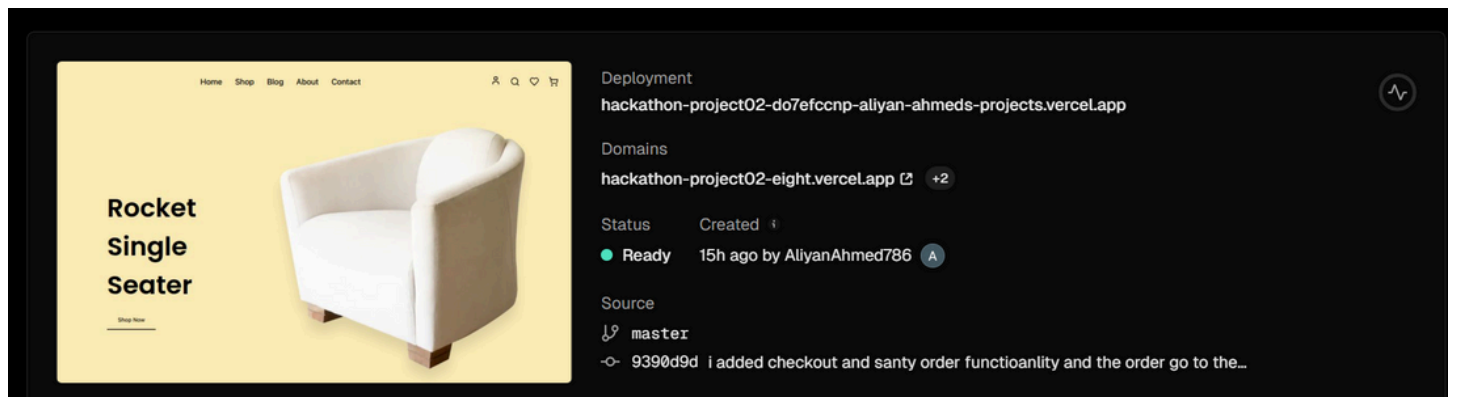 Home Shop Blog About Contact
Rocket
Single
Seater
Shop Now
Deployment
hackathon-project02-do7efccnp-aliyan-ahmeds-projects.vercel.app
Domains
hackathon-project02-eight.vercel.app +2
Status Created
Ready 15h ago by AliyanAhmed786 A
Source
master
9390d9d i added checkout and santy order functioanlity and the order go to the...